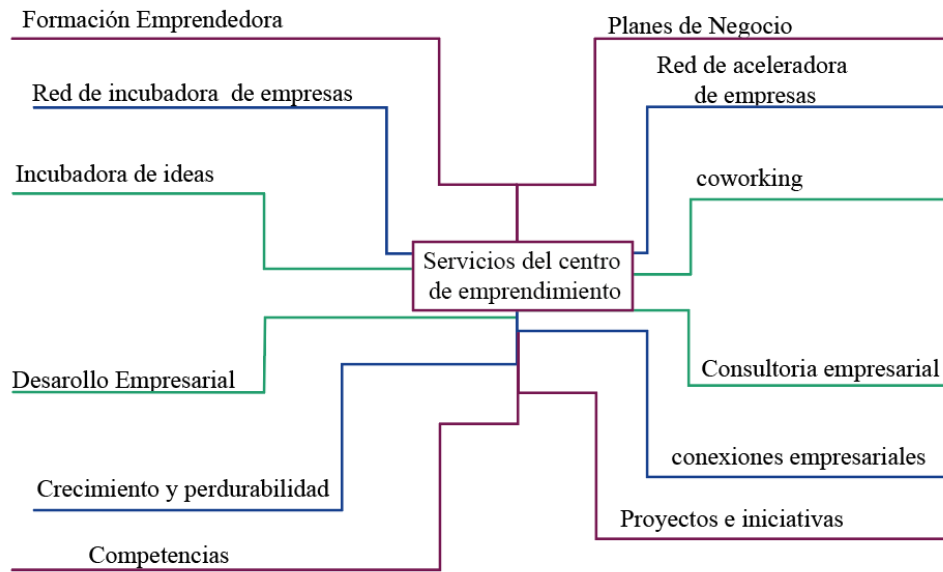 Formación Emprendedora
Planes de Negocio
Red de incubadora de empresas
Red de aceleradora
de empresas
Incubadora de ideas
coworking
Servicios del centro
de emprendimiento
Desarollo Empresarial
Consultoria empresarial
Crecimiento y perdurabilidad
conexiones empresariales
Competencias
Proyectos e iniciativas